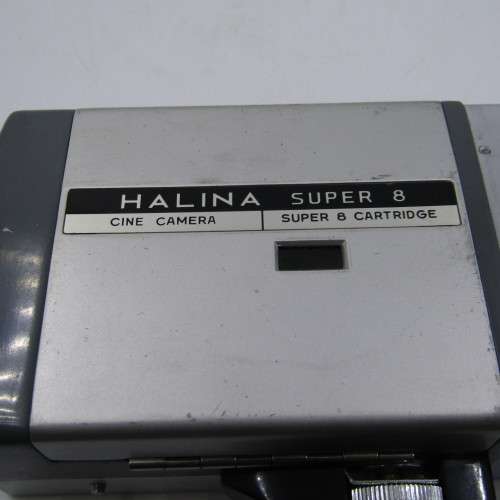 HALINA SUPER 8
CINE CAMERA SUPER 8 CARTRIDGE